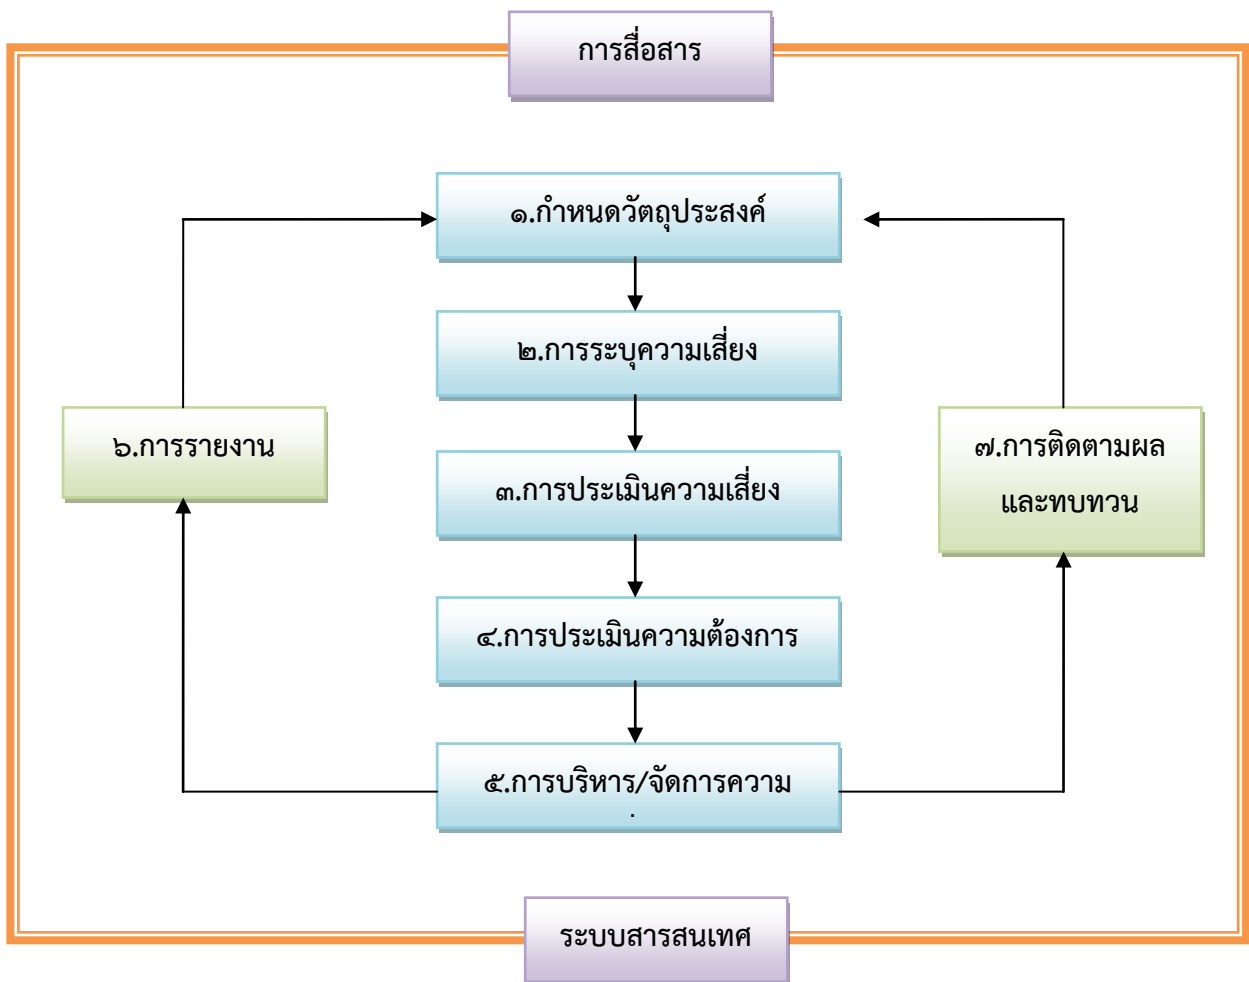 การสื่อสาร
๑.กำหนดวัตถุประสงค์
๒.การระบุความเสี่ยง
๓.การประเมินความเสี่ยง
๔.การประเมินความต้องการ
๕.การบริหาร/จัดการความ
๖.การรายงาน
๗.การติดตามผล
และทบทวน
ระบบสารสนเทศ